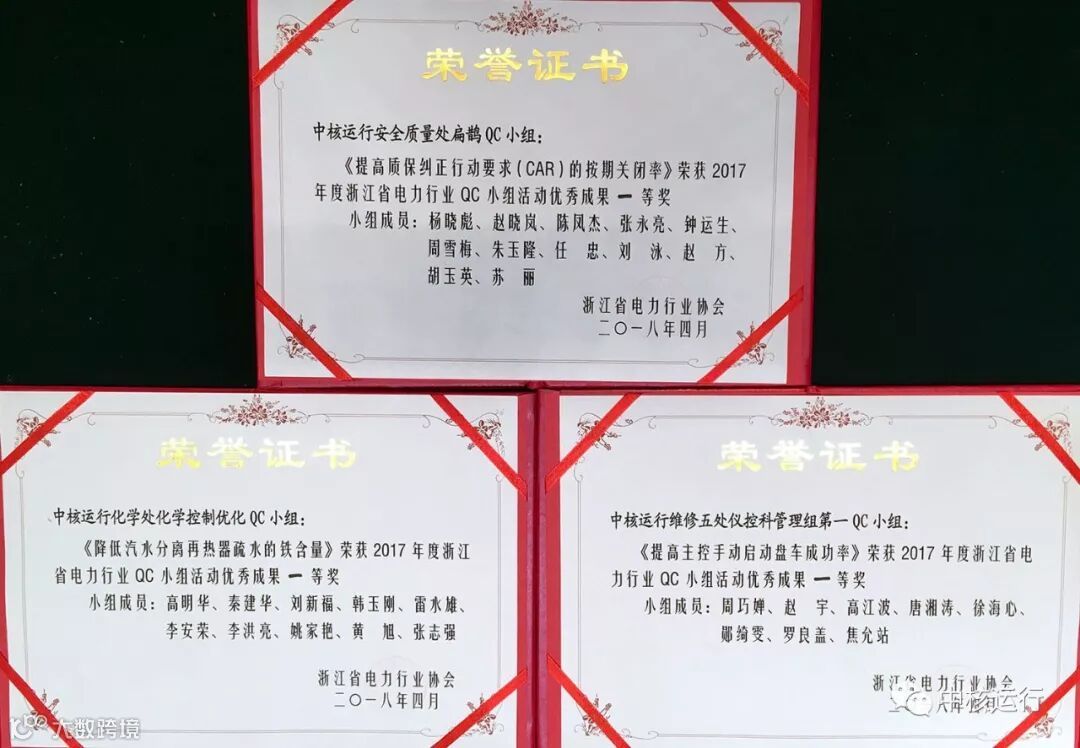 荣誉证书
中核运行安全质量处扁鹊QC小组：
《提高质保纠正行动要求(CAR)的按期关闭率》荣获2017
年度浙江省电力行业QC小组活动优秀成果一等奖
小组成员：杨晓彪、赵晓岚、陈凤杰、张永亮、钟运生、
周雪梅、朱玉隆、任 忠、刘 泳、赵 方、
胡玉英、苏 丽
浙江省电力行业协会
二〇一八年四月
荣誉证书
中核运行化学处化学控制优化QC小组：
《降低汽水分离再热器疏水的铁含量》荣获2017年度浙江
省电力行业QC小组活动优秀成果一等奖
小组成员：高明华、秦建华、刘新福、韩玉刚、雷水雄、
李安荣、李洪亮、姚家艳、黄 旭、张志强
浙江省电力行业协会
二〇一八年四月
荣誉证书
中核运行维修五处仪控科管理组第一QC小组：
《提高主控手动启动盘车成功率》荣获2017年度浙江省电
力行业QC小组活动优秀成果一等奖
小组成员：周巧婵、赵 宇、高江波、唐湘涛、徐海心、
郧绮雯、罗良盖、焦允站
浙江省电力行业协会
中核运行
大数跨境